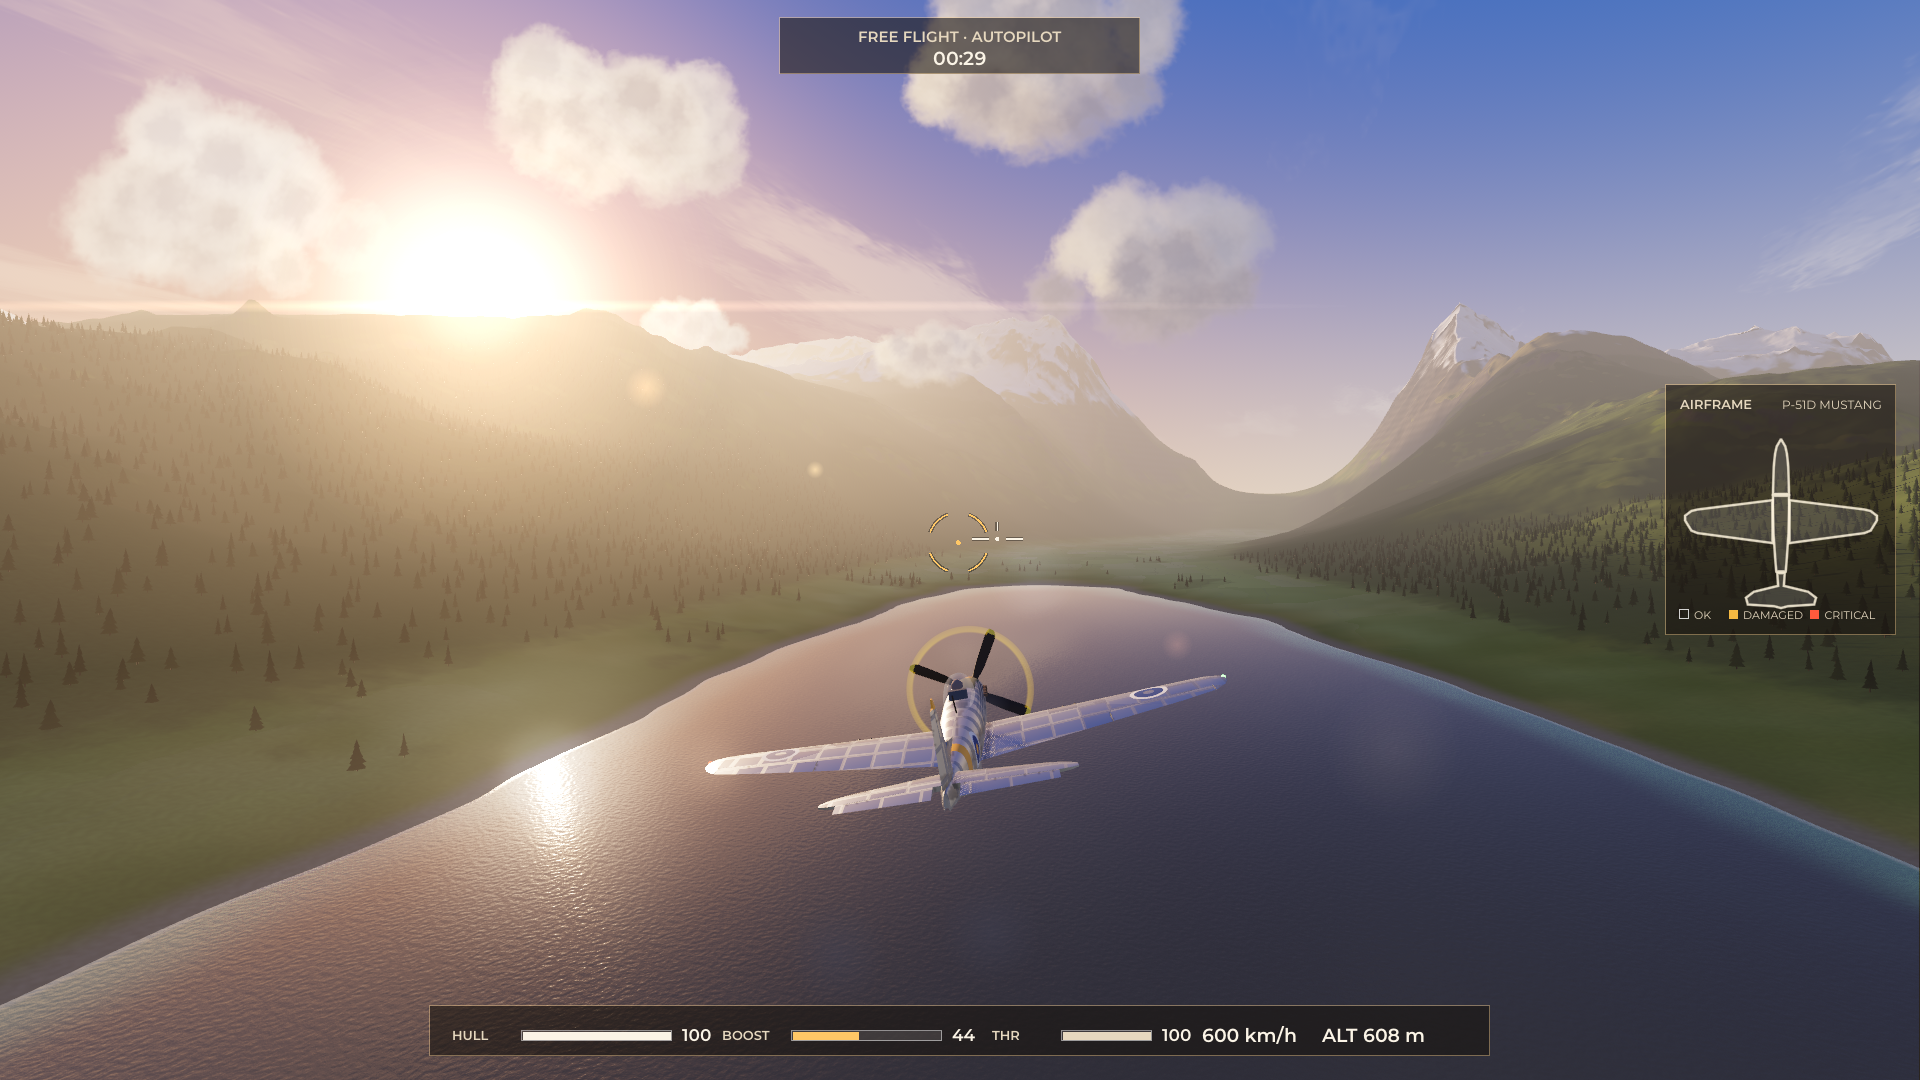 FREE FLIGHT · AUTOPILOT
00:29
AIRFRAME P-51D MUSTANG
OK DAMAGED CRITICAL
HULL 100 BOOST 44 THR 100 600 km/h ALT 608 m